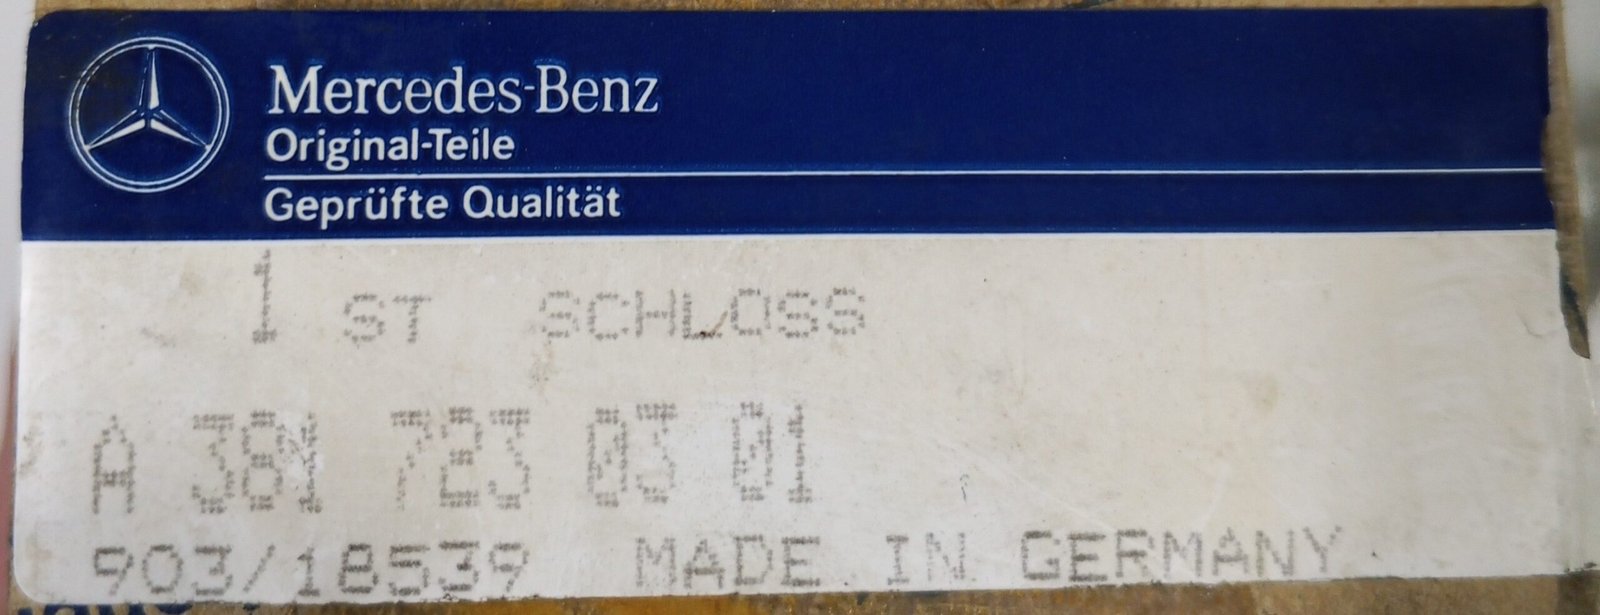 Mercedes-Benz
Original-Teile
Geprüfte Qualität
1 ST SCHLOSS
A 381 723 03 01
903/18539 MADE IN GERMANY